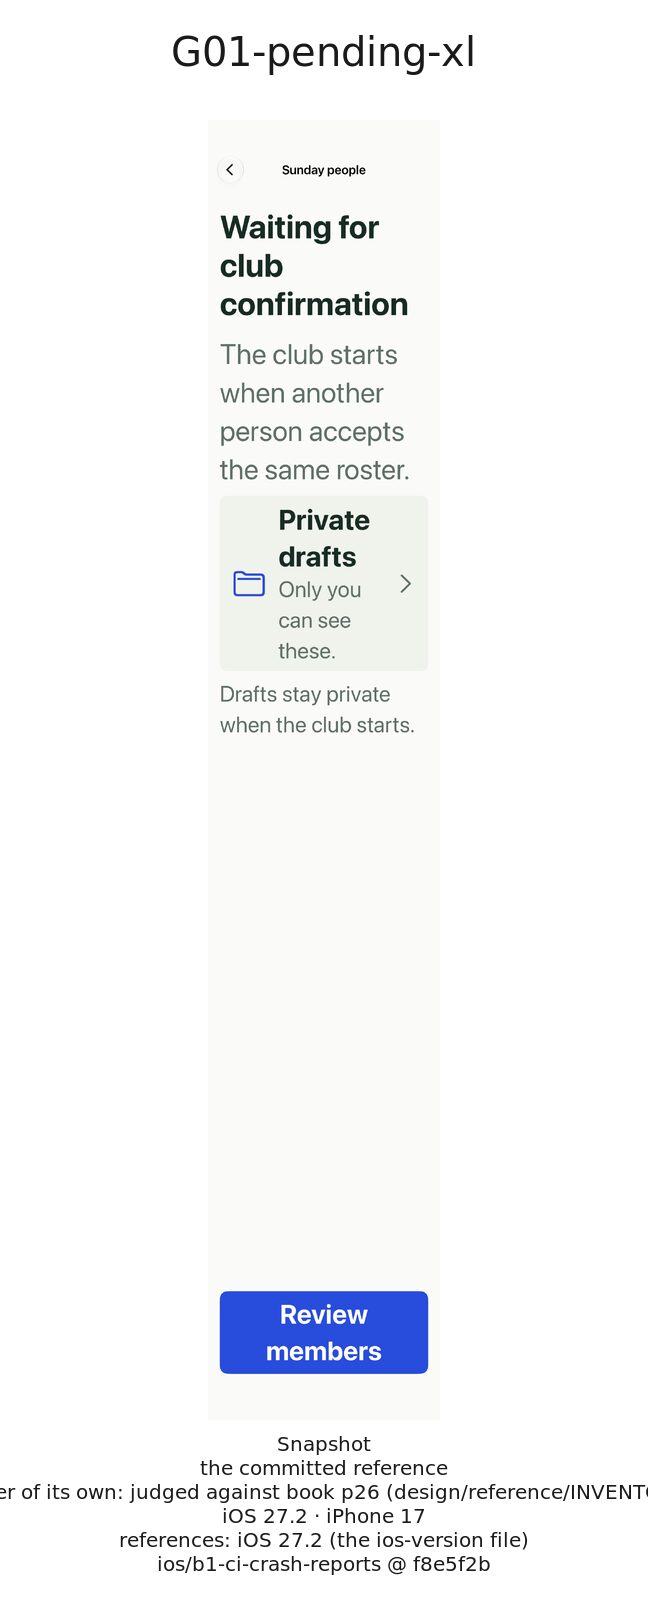 G01-pending-xl
Sunday people
Waiting for
club
confirmation
The club starts
when another
person accepts
the same roster.
Private
drafts
Only you
can see
these.
Drafts stay private
when the club starts.
Review
members
Snapshot
the committed reference
of its own: judged against book p26 (design/reference/
iOS 27.2 · iPhone 17
references: iOS 27.2 (the ios-version file)
ios/b1-ci-crash-reports @ f8e5f2b